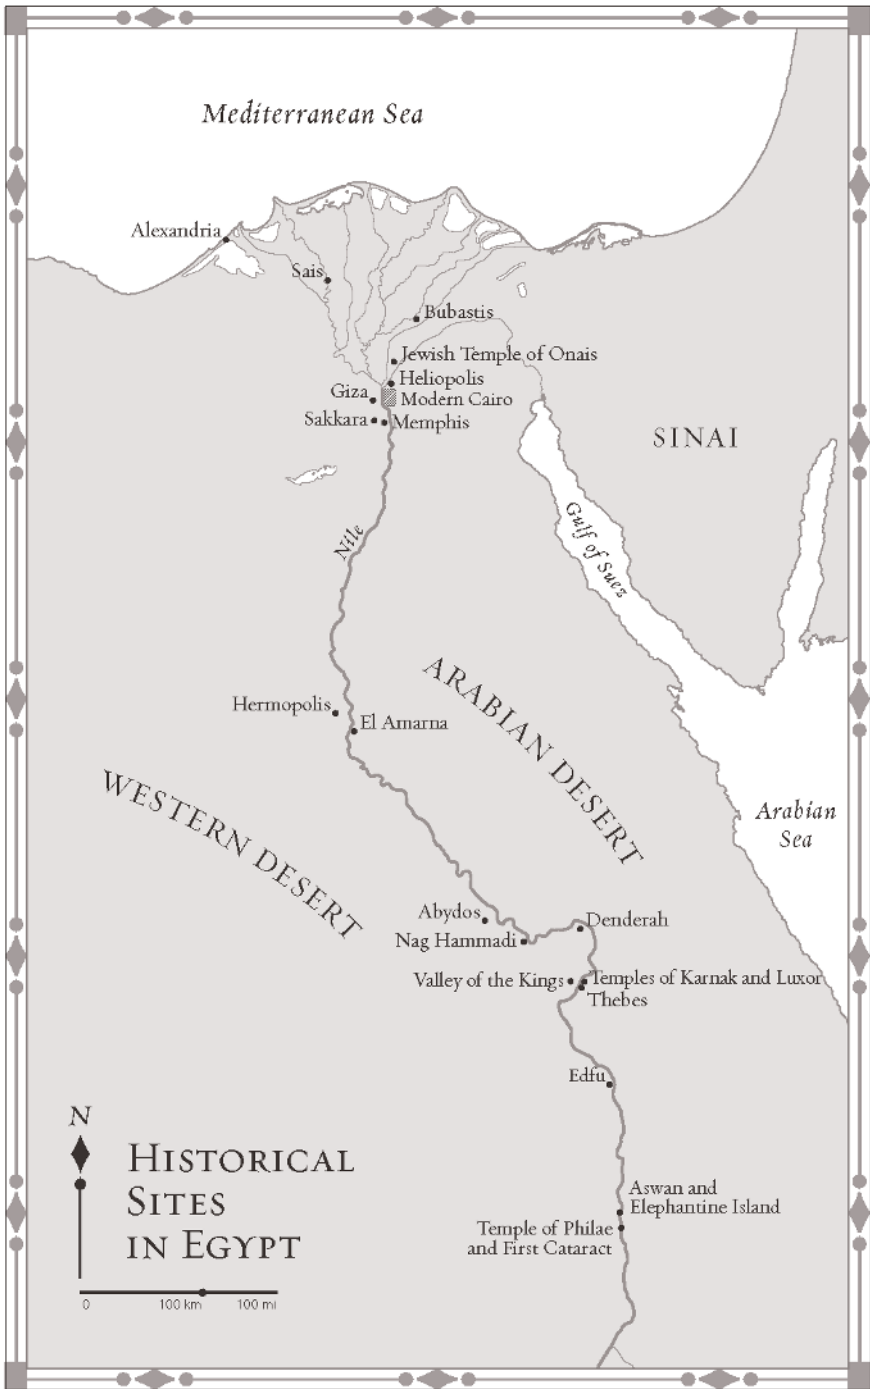 Mediterranean Sea
Alexandria
Sais
Bubastis
Jewish Temple of Onais
Heliopolis
Giza
Modern Cairo
Sakkara
Memphis
SINAI
Nile
Gulf of Suez
ARABIAN DESERT
Hermopolis
El Amarna
WESTERN DESERT
Arabian
Sea
Abydos
Denderah
Nag Hammadi
Valley of the Kings
Temples of Karnak and Luxor
Thebes
Edfu
N
HISTORICAL
SITES
IN EGYPT
Aswan and
Elephantine Island
Temple of Philae
and First Cataract
0 100 km 100 mi